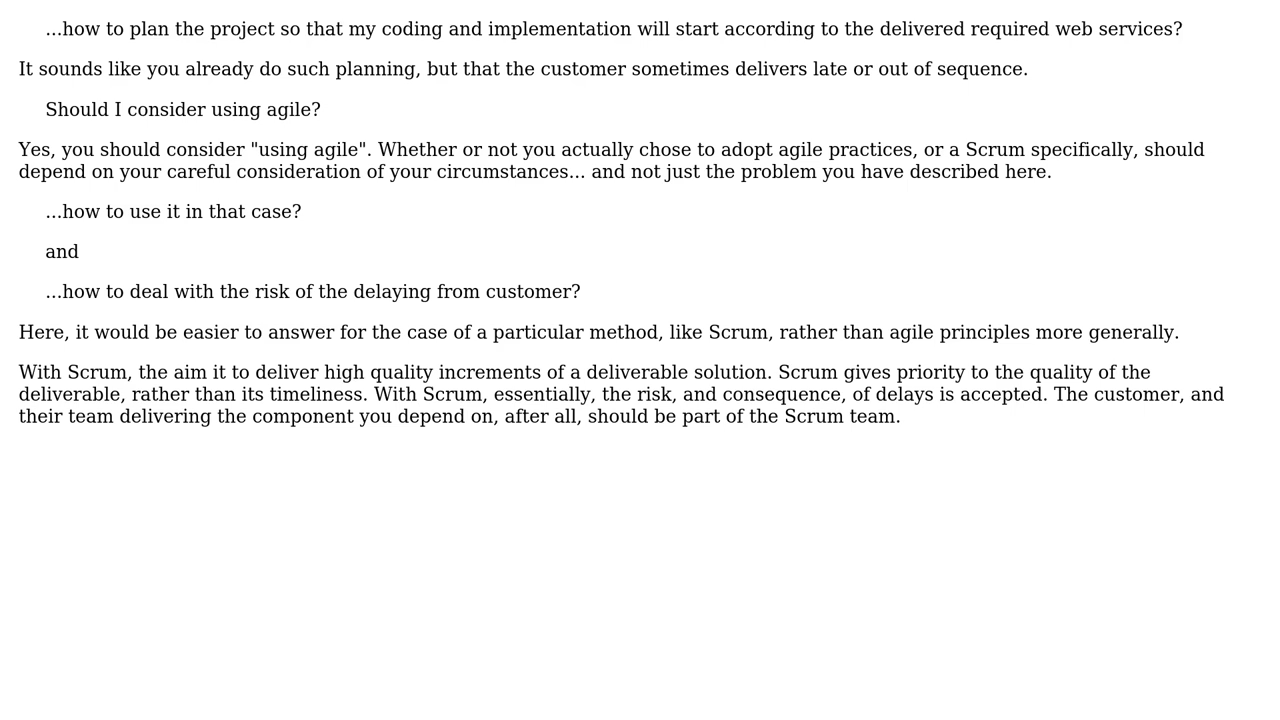 ...how to plan the project so that my coding and implementation will start according to the delivered required web services?
It sounds like you already do such planning, but that the customer sometimes delivers late or out of sequence.
Should I consider using agile?
Yes, you should consider "using agile". Whether or not you actually chose to adopt agile practices, or a Scrum specifically, should
depend on your careful consideration of your circumstances... and not just the problem you have described here.
...how to use it in that case?
and
...how to deal with the risk of the delaying from customer?
Here, it would be easier to answer for the case of a particular method, like Scrum, rather than agile principles more generally.
With Scrum, the aim it to deliver high quality increments of a deliverable solution. Scrum gives priority to the quality of the
deliverable, rather than its timeliness. With Scrum, essentially, the risk, and consequence, of delays is accepted. The customer, and
their team delivering the component you depend on, after all, should be part of the Scrum team.